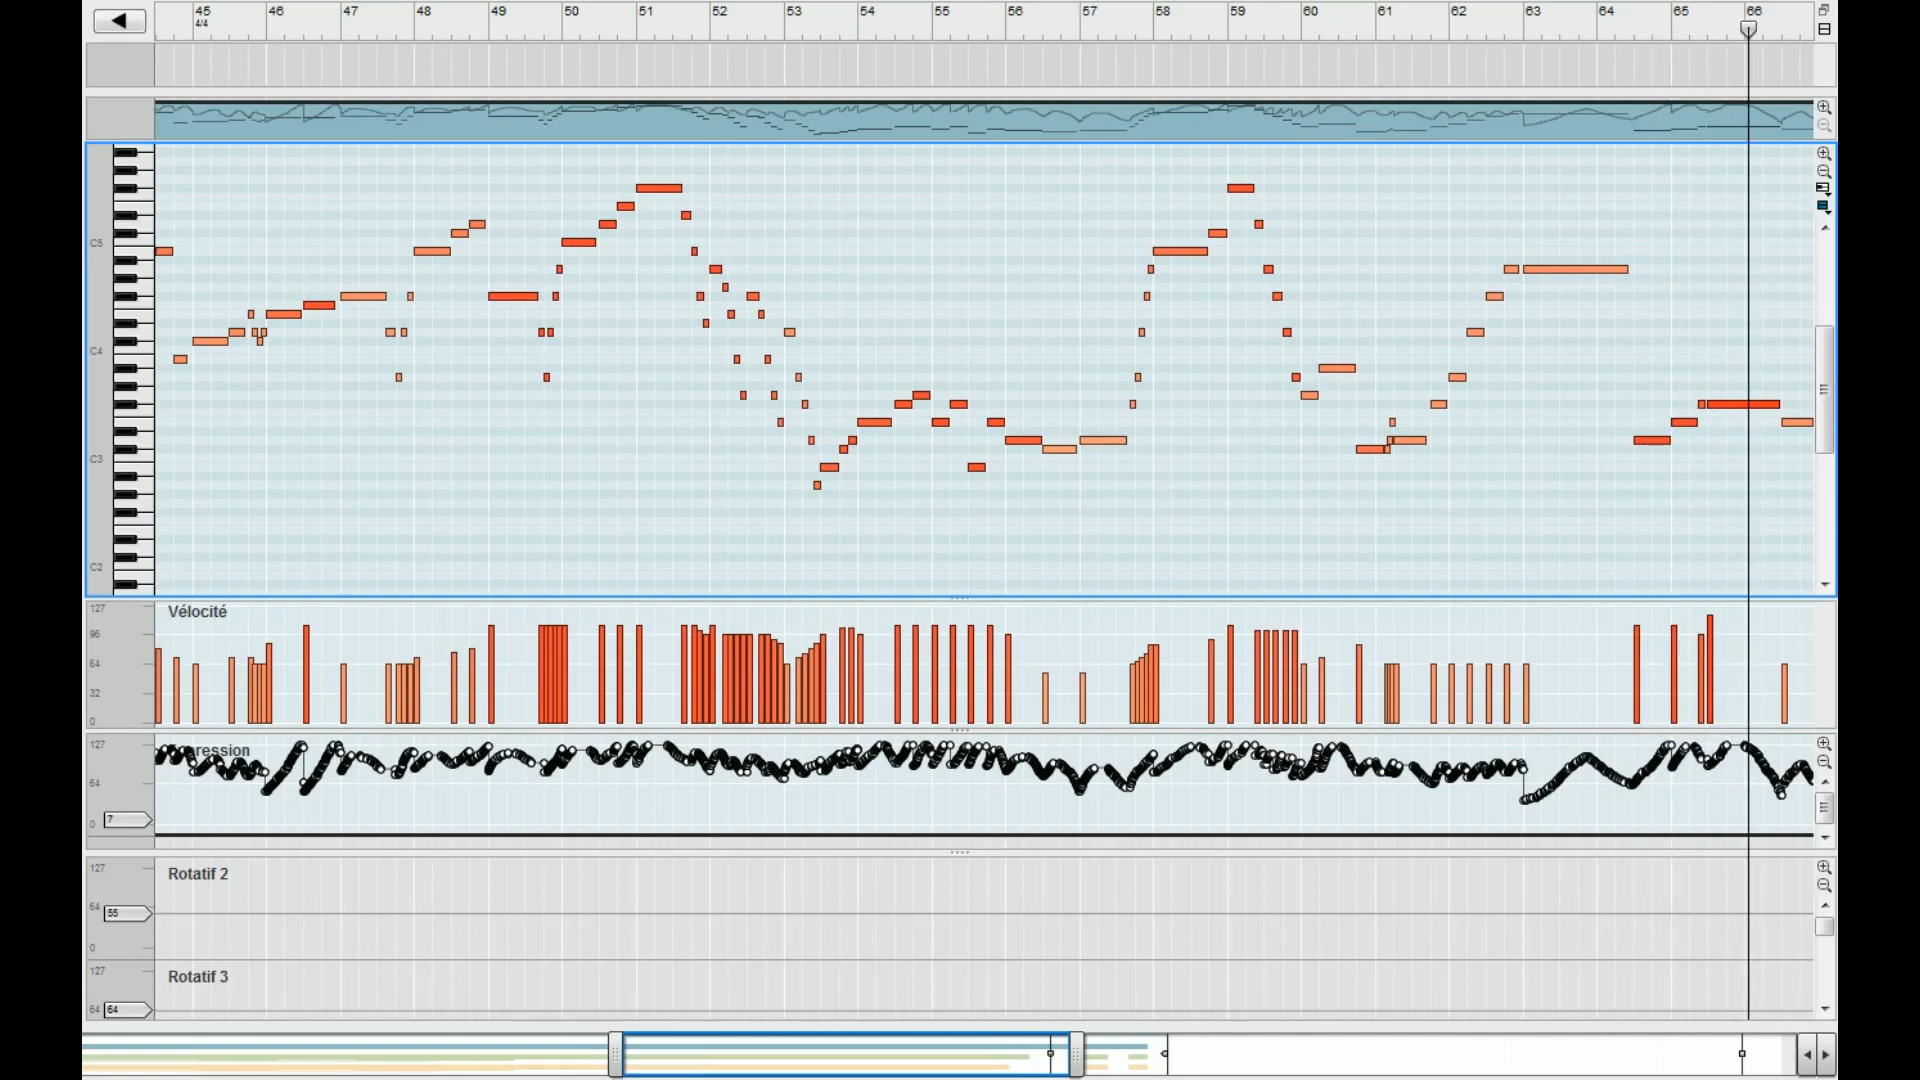 45 46 47 48 49 50 51 52 53 54 55 56 57 58 59 60 61 62 63 64 65 66
4/4
C5
C4
C3
C2
127
Vélocité
96
64
32
0
127
64
7
0
127
Rotatif 2
64
55
0
127
Rotatif 3
64
64